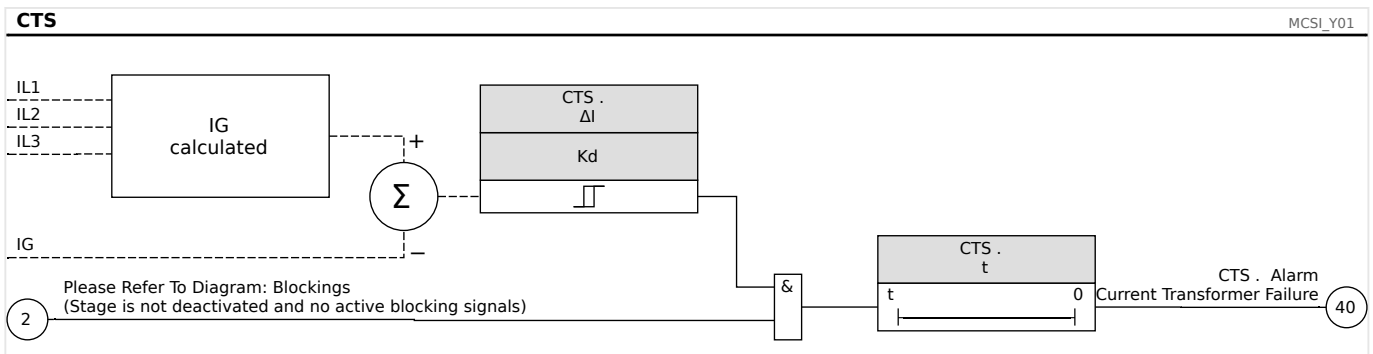 CTS
MCSI_Y01
IL1
IL2
IL3
IG
calculated
+
Σ
−
CTS .
ΔI
Kd
IG
Please Refer To Diagram: Blockings
(Stage is not deactivated and no active blocking signals)
2
&
CTS .
t
t 0
CTS . Alarm
Current Transformer Failure
40